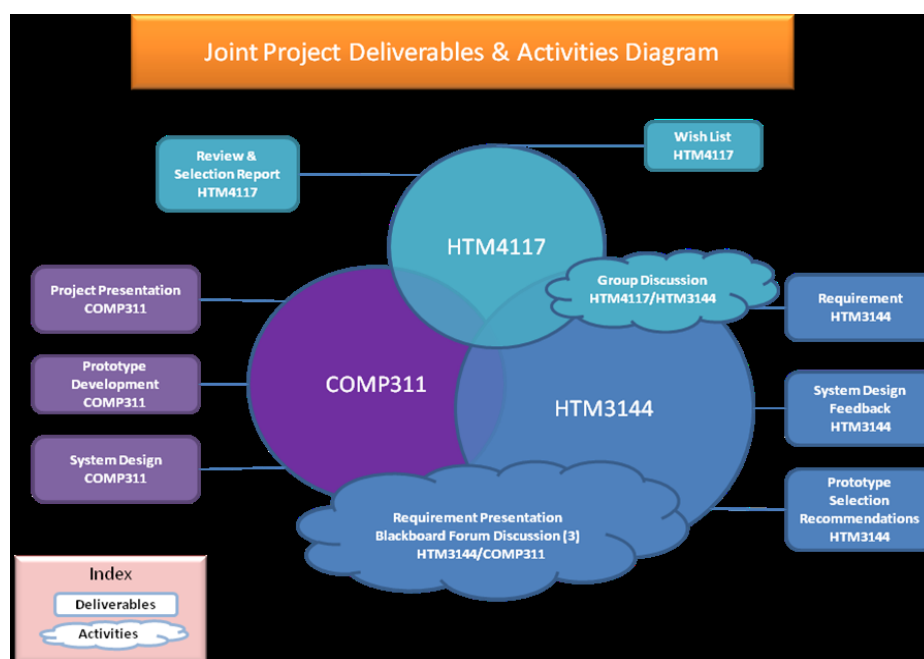 Joint Project Deliverables & Activities Diagram
Wish List
HTM4117
Review &
Selection Report
HTM4117
HTM4117
Group Discussion
HTM4117/HTM3144
Project Presentation
COMP311
Requirement
HTM3144
Prototype
Development
COMP311
COMP311
HTM3144
System Design
Feedback
HTM3144
System Design
COMP311
Prototype
Selection
Recommendations
HTM3144
Requirement Presentation
Blackboard Forum Discussion (3)
HTM3144/COMP311
Index
Deliverables
Activities